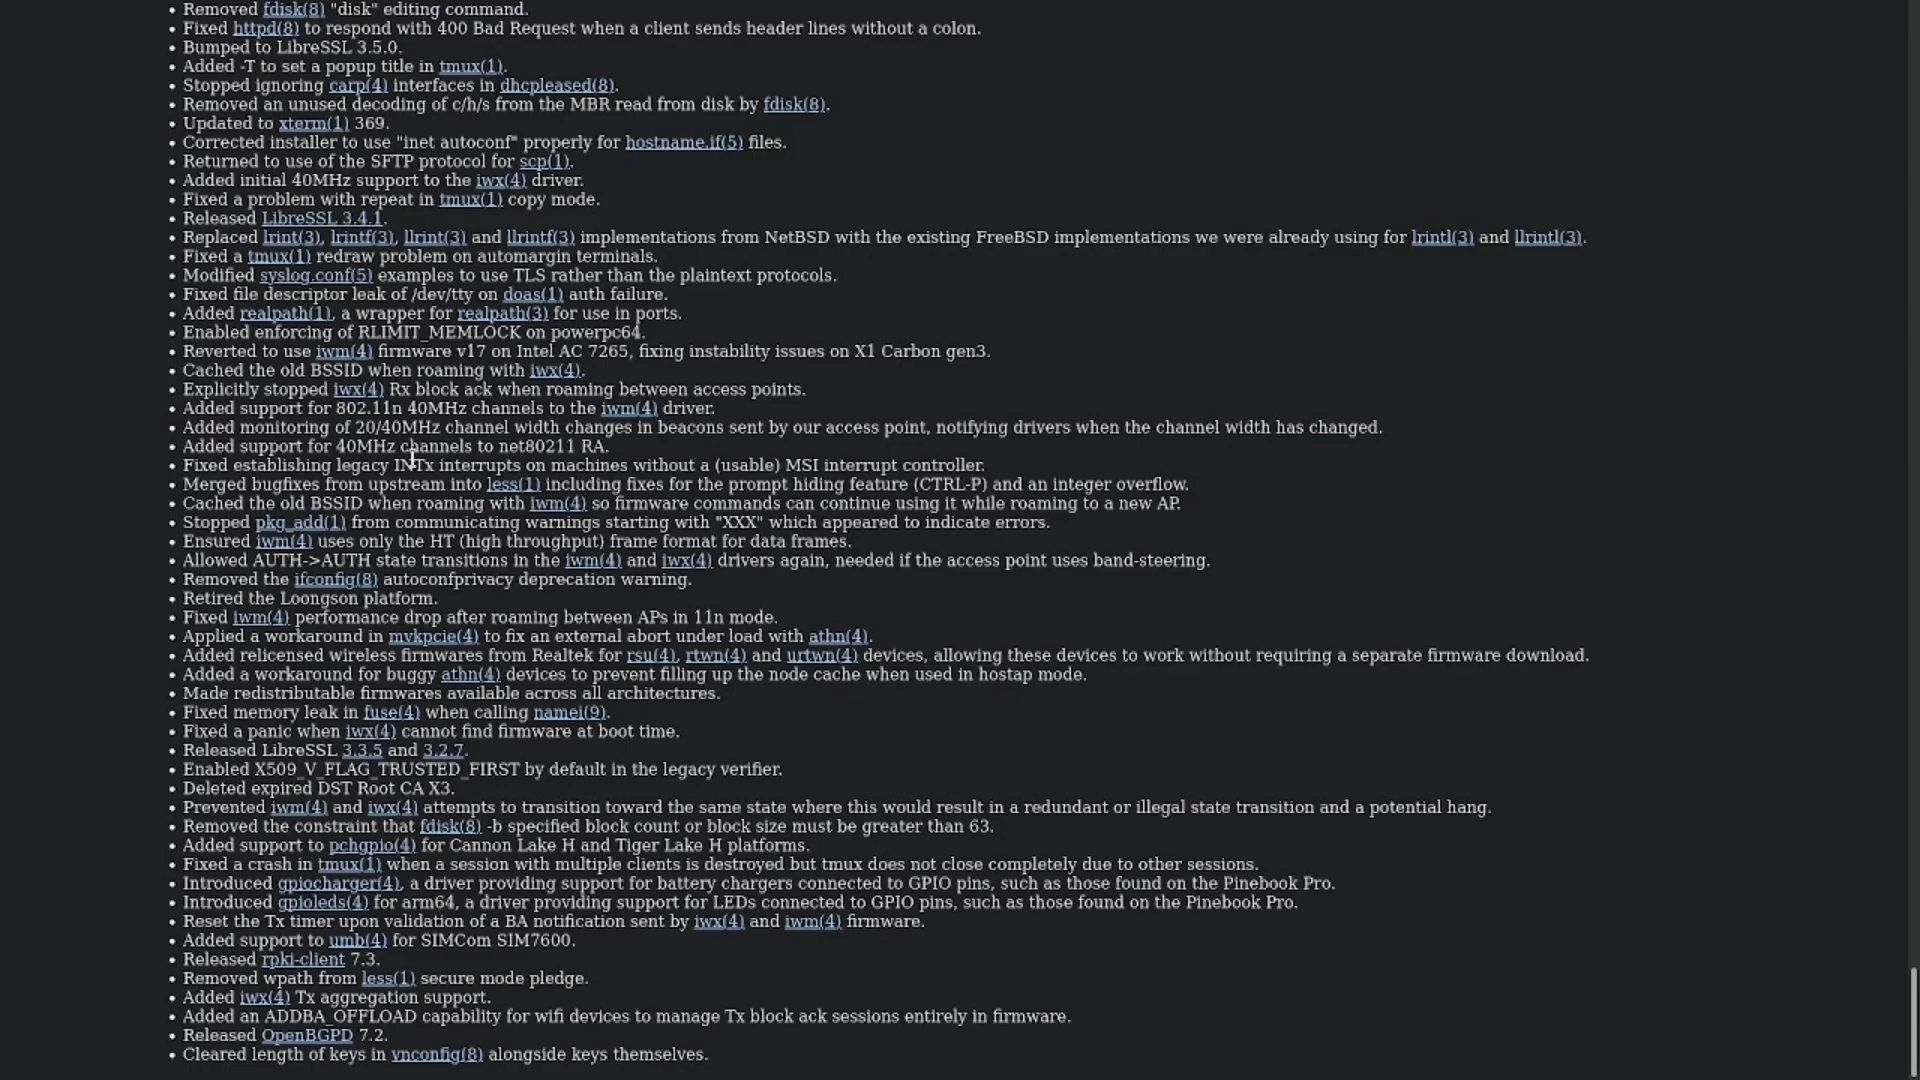 • Removed fdisk(8) "disk" editing command.
• Fixed httpd(8) to respond with 400 Bad Request when a client sends header lines without a colon.
• Bumped to LibreSSL 3.5.0.
• Added -T to set a popup title in tmux(1).
• Stopped ignoring carp(4) interfaces in dhcpleased(8).
• Removed an unused decoding of c/h/s from the MBR read from disk by fdisk(8).
• Updated to xterm(1) 369.
• Corrected installer to use "inet autoconf" properly for hostname.if(5) files.
• Returned to use of the SFTP protocol for scp(1).
• Added initial 40MHz support to the iwx(4) driver.
• Fixed a problem with repeat in tmux(1) copy mode.
• Released LibreSSL 3.4.1.
• Replaced lrint(3), lrintf(3), llrint(3) and llrintf(3) implementations from NetBSD with the existing FreeBSD implementations we were already using for lrintl(3) and llrintl(3).
• Fixed a tmux(1) redraw problem on automargin terminals.
• Modified syslog.conf(5) examples to use TLS rather than the plaintext protocols.
• Fixed file descriptor leak of /dev/tty on doas(1) auth failure.
• Added realpath(1), a wrapper for realpath(3) for use in ports.
• Enabled enforcing of RLIMIT_MEMLOCK on powerpc64.
• Reverted to use iwm(4) firmware v17 on Intel AC 7265, fixing instability issues on X1 Carbon gen3.
• Cached the old BSSID when roaming with iwx(4).
• Explicitly stopped iwx(4) Rx block ack when roaming between access points.
• Added support for 802.11n 40MHz channels to the iwm(4) driver.
• Added monitoring of 20/40MHz channel width changes in beacons sent by our access point, notifying drivers when the channel width has changed.
• Added support for 40MHz channels to net80211 RA.
• Fixed establishing legacy INTx interrupts on machines without a (usable) MSI interrupt controller.
• Merged bugfixes from upstream into less(1) including fixes for the prompt hiding feature (CTRL-P) and an integer overflow.
• Cached the old BSSID when roaming with iwm(4) so firmware commands can continue using it while roaming to a new AP.
• Stopped pkg_add(1) from communicating warnings starting with "XXX" which appeared to indicate errors.
• Ensured iwm(4) uses only the HT (high throughput) frame format for data frames.
• Allowed AUTH->AUTH state transitions in the iwm(4) and iwx(4) drivers again, needed if the access point uses band-steering.
• Removed the ifconfig(8) autoconfprivacy deprecation warning.
• Retired the Loongson platform.
• Fixed iwm(4) performance drop after roaming between APs in 11n mode.
• Applied a workaround in mvkpcie(4) to fix an external abort under load with athn(4).
• Added relicensed wireless firmwares from Realtek for rsu(4), rtwn(4) and urtwn(4) devices, allowing these devices to work without requiring a separate firmware download.
• Added a workaround for buggy athn(4) devices to prevent filling up the node cache when used in hostap mode.
• Made redistributable firmwares available across all architectures.
• Fixed memory leak in fuse(4) when calling namei(9).
• Fixed a panic when iwx(4) cannot find firmware at boot time.
• Released LibreSSL 3.3.5 and 3.2.7.
• Enabled X509_V_FLAG_TRUSTED_FIRST by default in the legacy verifier.
• Deleted expired DST Root CA X3.
• Prevented iwm(4) and iwx(4) attempts to transition toward the same state where this would result in a redundant or illegal state transition and a potential hang.
• Removed the constraint that fdisk(8) -b specified block count or block size must be greater than 63.
• Added support to pchgpio(4) for Cannon Lake H and Tiger Lake H platforms.
• Fixed a crash in tmux(1) when a session with multiple clients is destroyed but tmux does not close completely due to other sessions.
• Introduced gpiocharger(4), a driver providing support for battery chargers connected to GPIO pins, such as those found on the Pinebook Pro.
• Introduced gpioleds(4) for arm64, a driver providing support for LEDs connected to GPIO pins, such as those found on the Pinebook Pro.
• Reset the Tx timer upon validation of a BA notification sent by iwx(4) and iwm(4) firmware.
• Added support to umb(4) for SIMCom SIM7600.
• Released rpki-client 7.3.
• Removed wpath from less(1) secure mode pledge.
• Added iwx(4) Tx aggregation support.
• Added an ADDBA_OFFLOAD capability for wifi devices to manage Tx block ack sessions entirely in firmware.
• Released OpenBGPD 7.2.
• Cleared length of keys in vnconfig(8) alongside keys themselves.